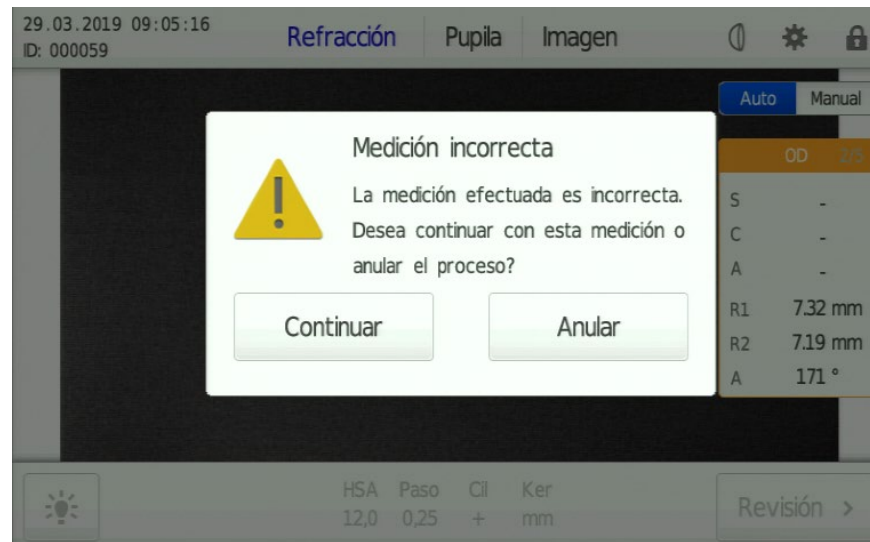 29.03.2019 09:05:16
ID: 000059
Refracción Pupila Imagen
Auto Manual
Medición incorrecta
La medición efectuada es incorrecta.
Desea continuar con esta medición o
anular el proceso?
Continuar Anular
OD 2/5
S -
C -
A -
R1 7.32 mm
R2 7.19 mm
A 171 °
HSA Paso Cil Ker
12,0 0,25 + mm
Revisión >